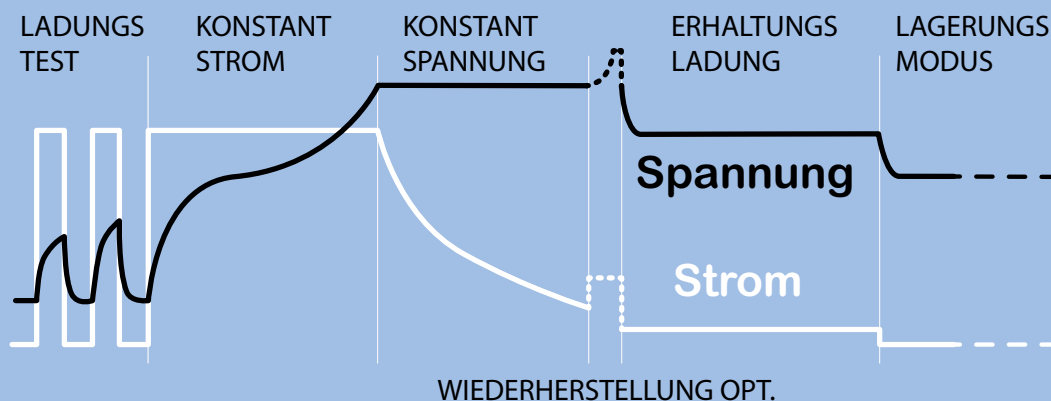 LADUNGS
TEST
KONSTANT
STROM
KONSTANT
SPANNUNG
ERHALTUNGS
LADUNG
LAGERUNGS
MODUS
Spannung
Strom
WIEDERHERSTELLUNG OPT.